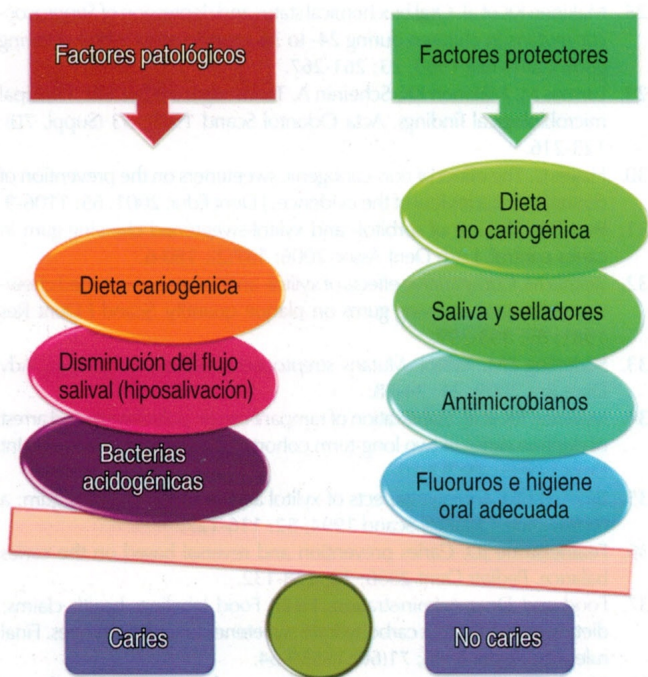 Factores patológicos
Factores protectores
Dieta
no cariogénica
Dieta cariogénica
Saliva y selladores
Disminución del flujo
salival (hiposalivación)
Antimicrobianos
Bacterias
acidogénicas
Fluoruros e higiene
oral adecuada
Caries
No caries